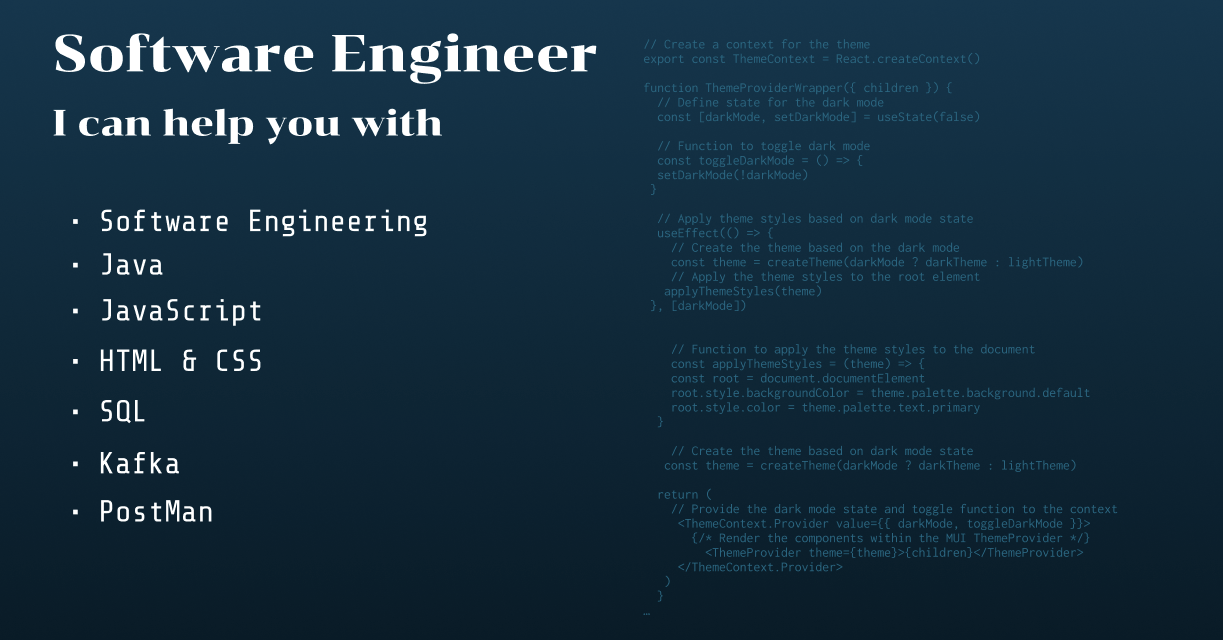 Software Engineer
I can help you with
· Software Engineering
· Java
· JavaScript
· HTML & CSS
· SQL
· Kafka
· PostMan
// Create a context for the theme
export const ThemeContext = React.createContext()
function ThemeProviderWrapper({ children }) {
// Define state for the dark mode
const [darkMode, setDarkMode] = useState(false)
// Function to toggle dark mode
const toggleDarkMode = () => {
setDarkMode(!darkMode)
}
// Apply theme styles based on dark mode state
useEffect(() => {
// Create the theme based on the dark mode
const theme = createTheme(darkMode ? darkTheme : lightTheme)
// Apply the theme styles to the root element
applyThemeStyles(theme)
}, [darkMode])
// Function to apply the theme styles to the document
const applyThemeStyles = (theme) => {
const root = document.documentElement
root.style.backgroundColor = theme.palette.background.default
root.style.color = theme.palette.text.primary
}
// Create the theme based on dark mode state
const theme = createTheme(darkMode ? darkTheme : lightTheme)
return (
// Provide the dark mode state and toggle function to the context
<ThemeContext.Provider value={{ darkMode, toggleDarkMode }}>
{/* Render the components within the MUI ThemeProvider */}
<ThemeProvider theme={theme}>{children}</ThemeProvider>
</ThemeContext.Provider>
)
}
…